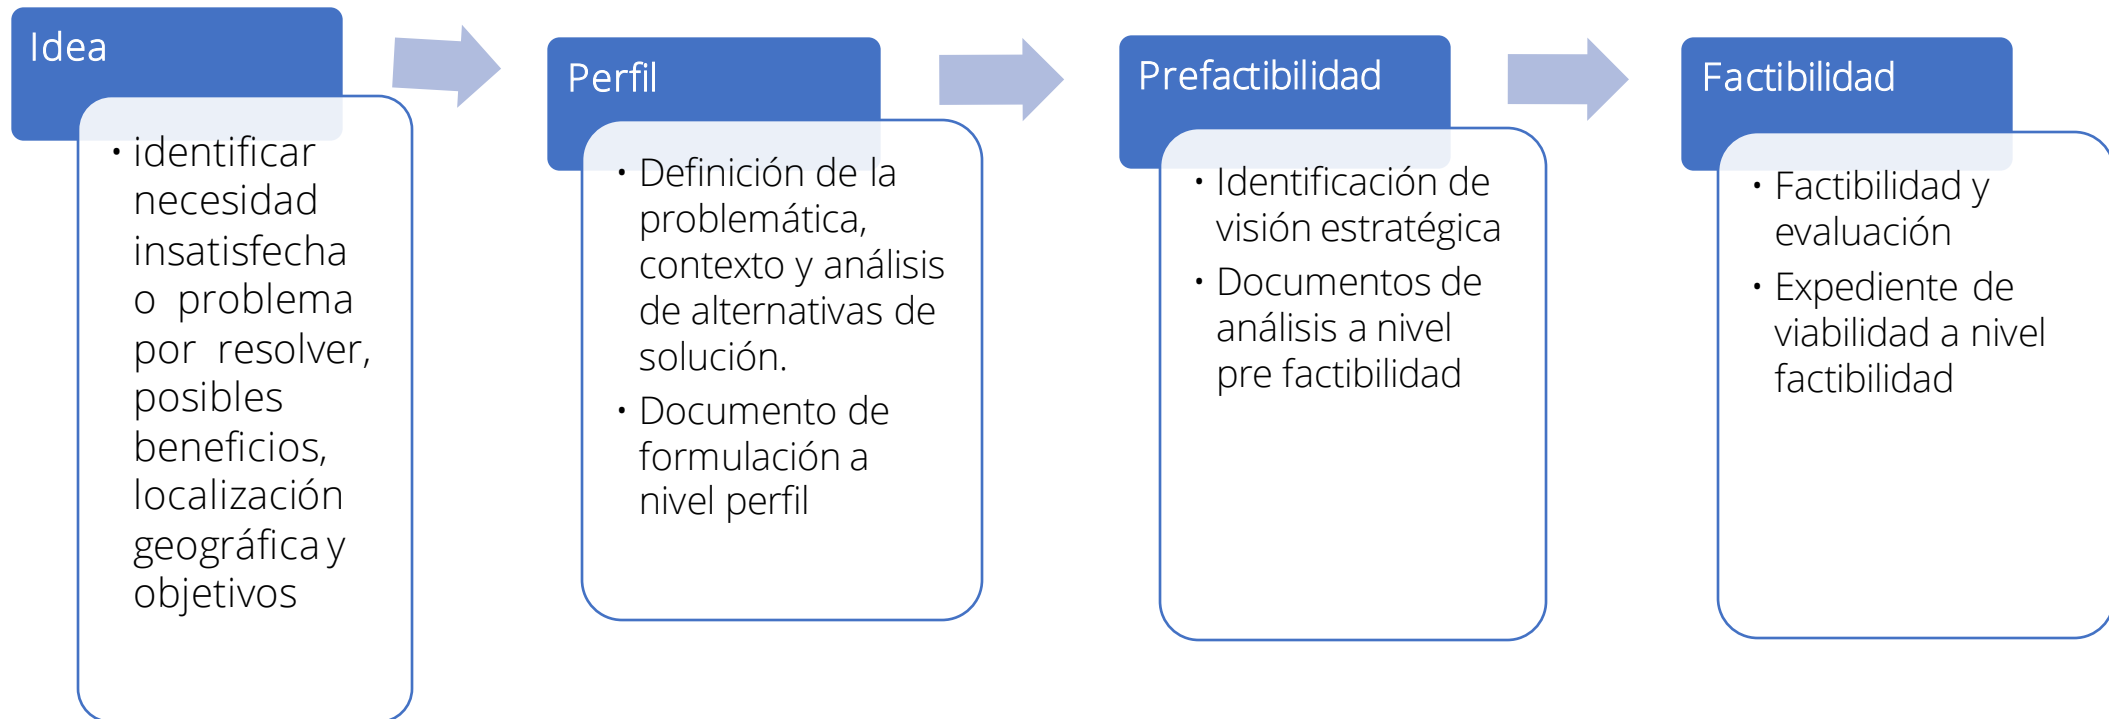 Idea
• identificar
necesidad
insatisfecha
o problema
por resolver,
posibles
beneficios,
localización
geográfica y
objetivos
Perfil
• Definición de la
problemática,
contexto y análisis
de alternativas de
solución.
• Documento de
formulación a
nivel perfil
Prefactibilidad
• Identificación de
visión estratégica
• Documentos de
análisis a nivel
pre factibilidad
Factibilidad
• Factibilidad y
evaluación
• Expediente de
viabilidad a nivel
factibilidad